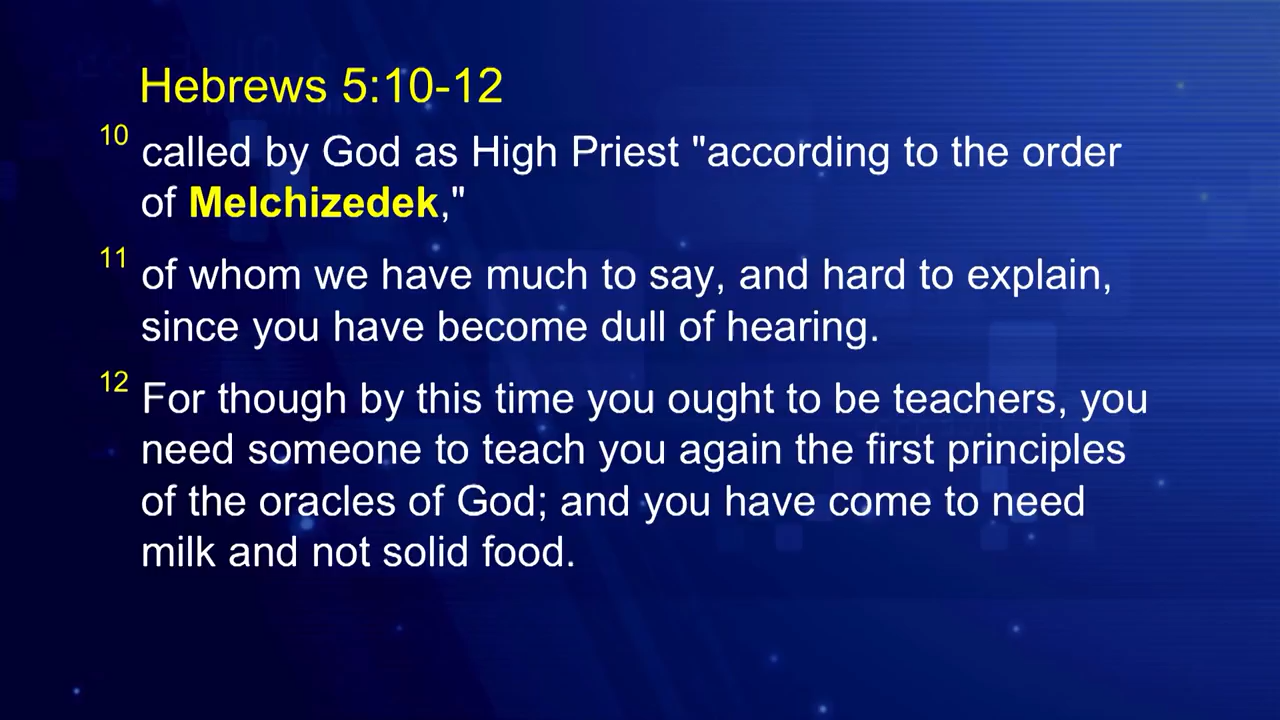 Hebrews 5:10-12
10 called by God as High Priest "according to the order
of Melchizedek,"
11 of whom we have much to say, and hard to explain,
since you have become dull of hearing.
12 For though by this time you ought to be teachers, you
need someone to teach you again the first principles
of the oracles of God; and you have come to need
milk and not solid food.